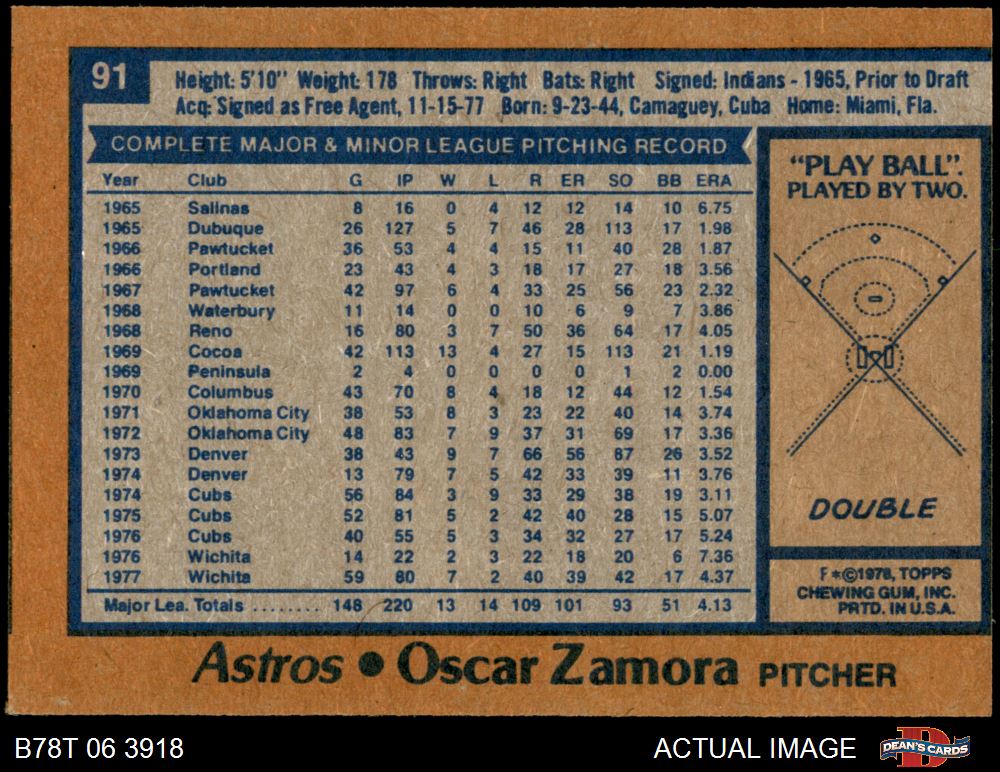 91
Height: 5'10" Weight: 178 Throws: Right Bats: Right Signed: Indians - 1965, Prior to Draft
Acq: Signed as Free Agent, 11-15-77 Born: 9-23-44, Camaguey, Cuba Home: Miami, Fla.
COMPLETE MAJOR & MINOR LEAGUE PITCHING RECORD
Year Club G IP W L R ER SO BB ERA
1965 Salinas 8 16 0 4 12 12 14 10 6.75
1965 Dubuque 26 127 5 7 46 28 113 17 1.98
1966 Pawtucket 36 53 4 4 15 11 40 28 1.87
1966 Portland 23 43 4 3 18 17 27 18 3.56
1967 Pawtucket 42 97 6 4 33 25 56 23 2.32
1968 Waterbury 11 14 0 0 10 6 9 7 3.86
1968 Reno 16 80 3 7 50 36 64 17 4.05
1969 Cocoa 42 113 13 4 27 15 113 21 1.19
1969 Peninsula 2 4 0 0 0 0 1 2 0.00
1970 Columbus 43 70 8 4 18 12 44 12 1.54
1971 Oklahoma City 38 53 8 3 23 22 40 14 3.74
1972 Oklahoma City 48 83 7 9 37 31 69 17 3.36
1973 Denver 38 43 9 7 66 56 87 26 3.52
1974 Denver 13 79 7 5 42 33 39 11 3.76
1974 Cubs 56 84 3 9 33 29 38 19 3.11
1975 Cubs 52 81 5 2 42 40 28 15 5.07
1976 Cubs 40 55 5 3 34 32 27 17 5.24
1976 Wichita 14 22 2 3 22 18 20 6 7.36
1977 Wichita 59 80 7 2 40 39 42 17 4.37
Major Lea. Totals ........ 148 220 13 14 109 101 93 51 4.13
"PLAY BALL".
PLAYED BY TWO.
DOUBLE
F*©1978, TOPPS
CHEWING GUM, INC.
PRTD. IN U.S.A.
Astros • Oscar Zamora PITCHER
B78T 06 3918
ACTUAL IMAGE
D
DEAN'S CARDS